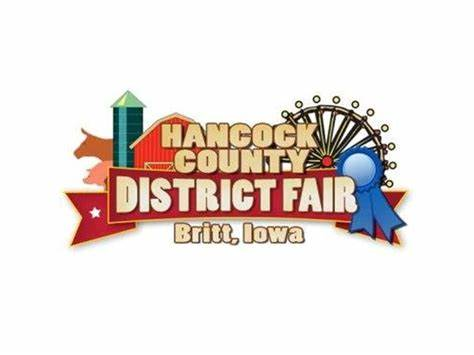 HANCOCK
COUNTY
DISTRICT FAIR
Britt, Iowa